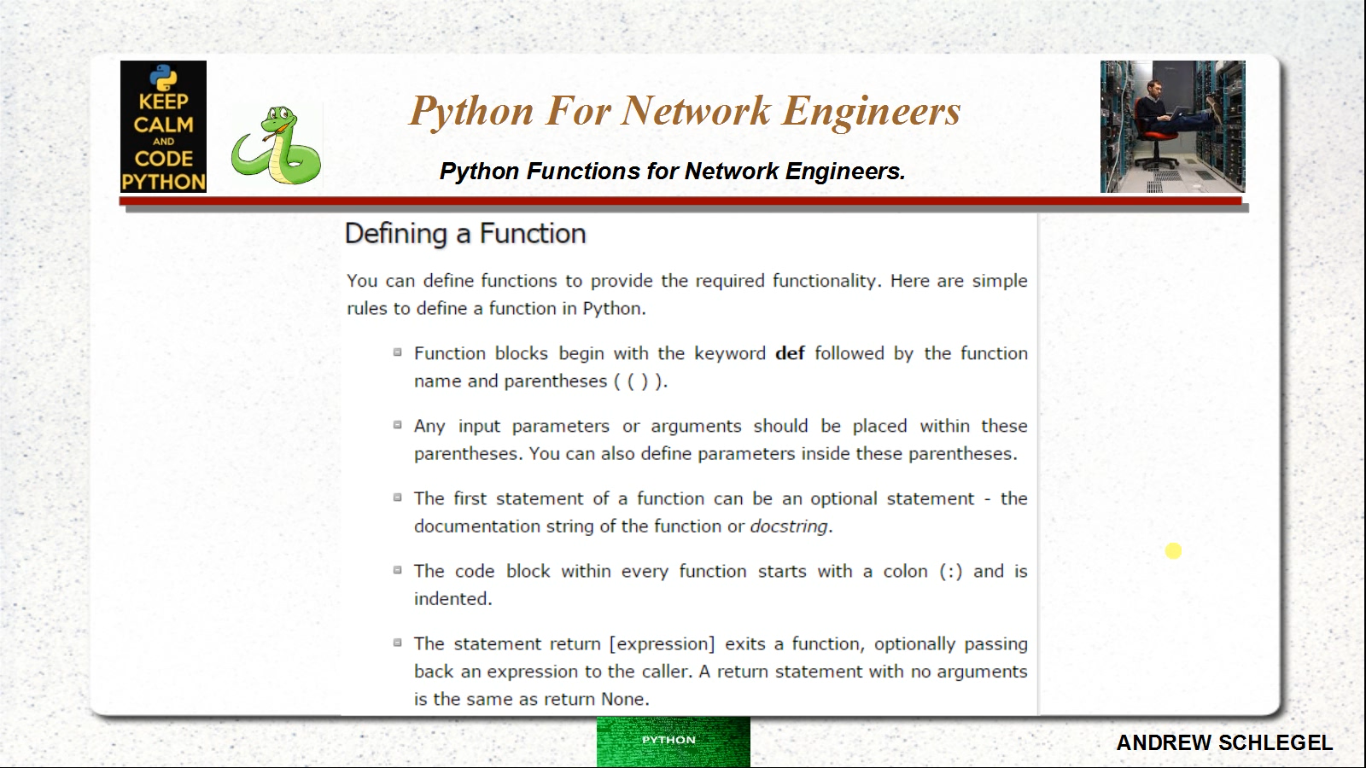 KEEP
CALM
AND
CODE
PYTHON
Python For Network Engineers
Python Functions for Network Engineers.
Defining a Function
You can define functions to provide the required functionality. Here are simple
rules to define a function in Python.
Function blocks begin with the keyword def followed by the function
name and parentheses ( ( ) ).
Any input parameters or arguments should be placed within these
parentheses. You can also define parameters inside these parentheses.
The first statement of a function can be an optional statement - the
documentation string of the function or docstring.
The code block within every function starts with a colon (:) and is
indented.
The statement return [expression] exits a function, optionally passing
back an expression to the caller. A return statement with no arguments
is the same as return None.
PYTHON
ANDREW SCHLEGEL